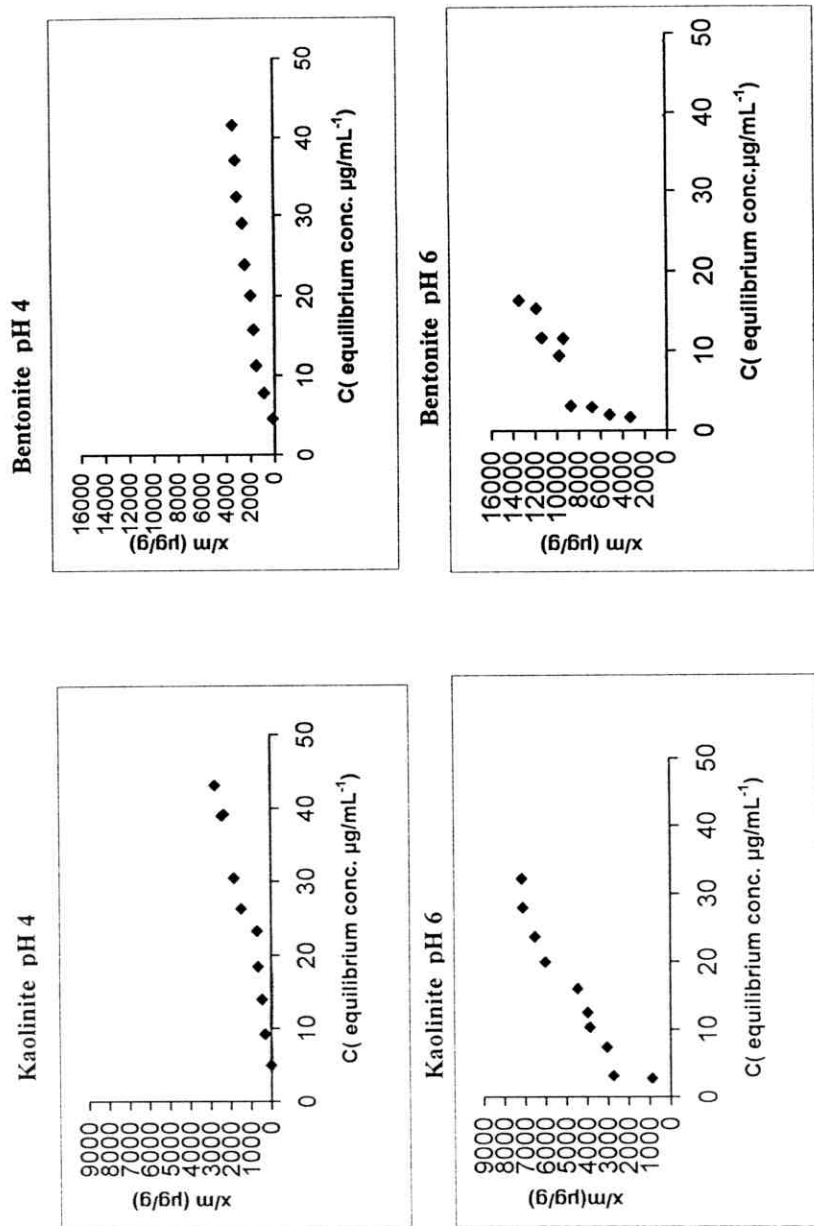 Kaolinite pH 4
x/m (µg/g)
9000
8000
7000
6000
5000
4000
3000
2000
1000
0
0 10 20 30 40 50
C( equilibrium conc. µg/mL⁻¹)
Bentonite pH 4
x/m (µg/g)
16000
14000
12000
10000
8000
6000
4000
2000
0
0 10 20 30 40 50
C( equilibrium conc. µg/mL⁻¹)
Kaolinite pH 6
x/m(µg/g)
9000
8000
7000
6000
5000
4000
3000
2000
1000
0
0 10 20 30 40 50
C( equilibrium conc. µg/mL⁻¹)
Bentonite pH 6
x/m (µg/g)
16000
14000
12000
10000
8000
6000
4000
2000
0
0 10 20 30 40 50
C( equilibrium conc.µg/mL⁻¹)